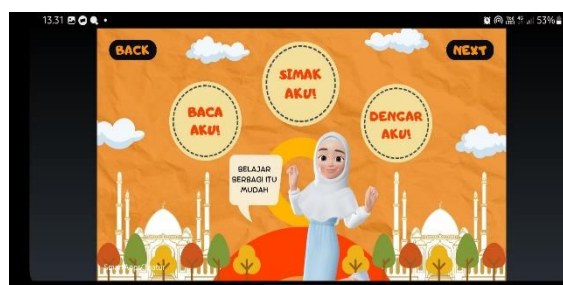 13.31
53%
BACK
NEXT
SIMAK
AKU!
BACA
AKU!
DENGAR
AKU!
BELAJAR
BERBAGI ITU
MUDAH